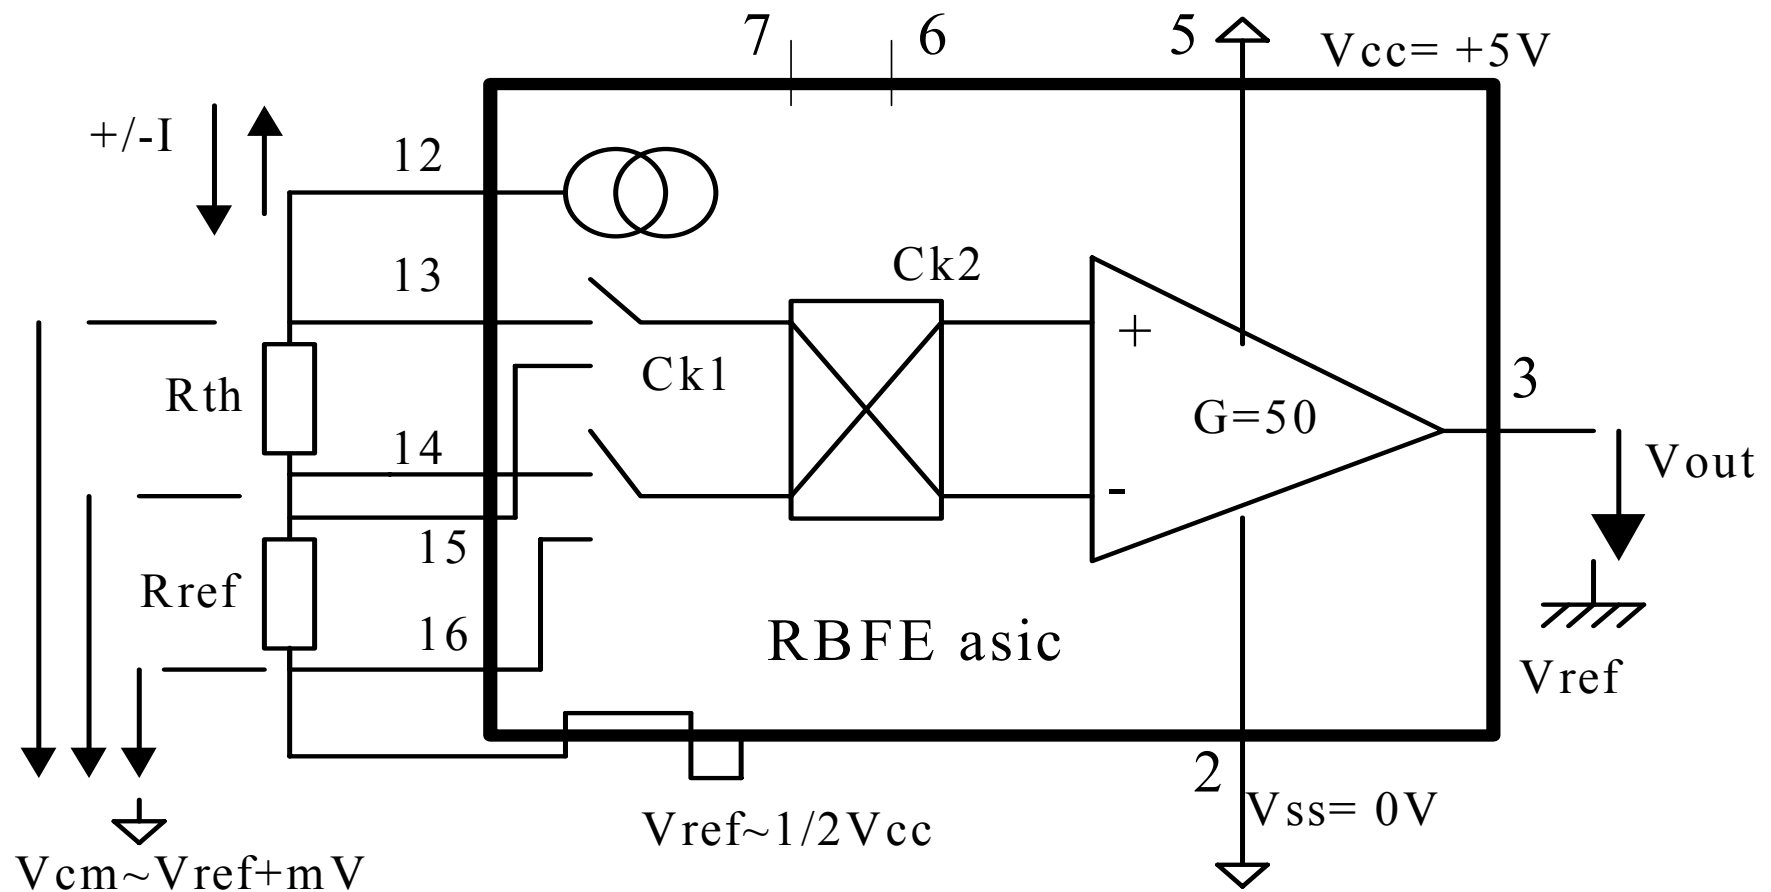 7
6
5
Vcc= +5V
+/-I
12
13
Ck2
+
Rth
Ck1
G=50
3
14
-
Vout
15
Rref
16
RBFE asic
Vref
2
Vss= 0V
Vref~1/2Vcc
Vcm~Vref+mV